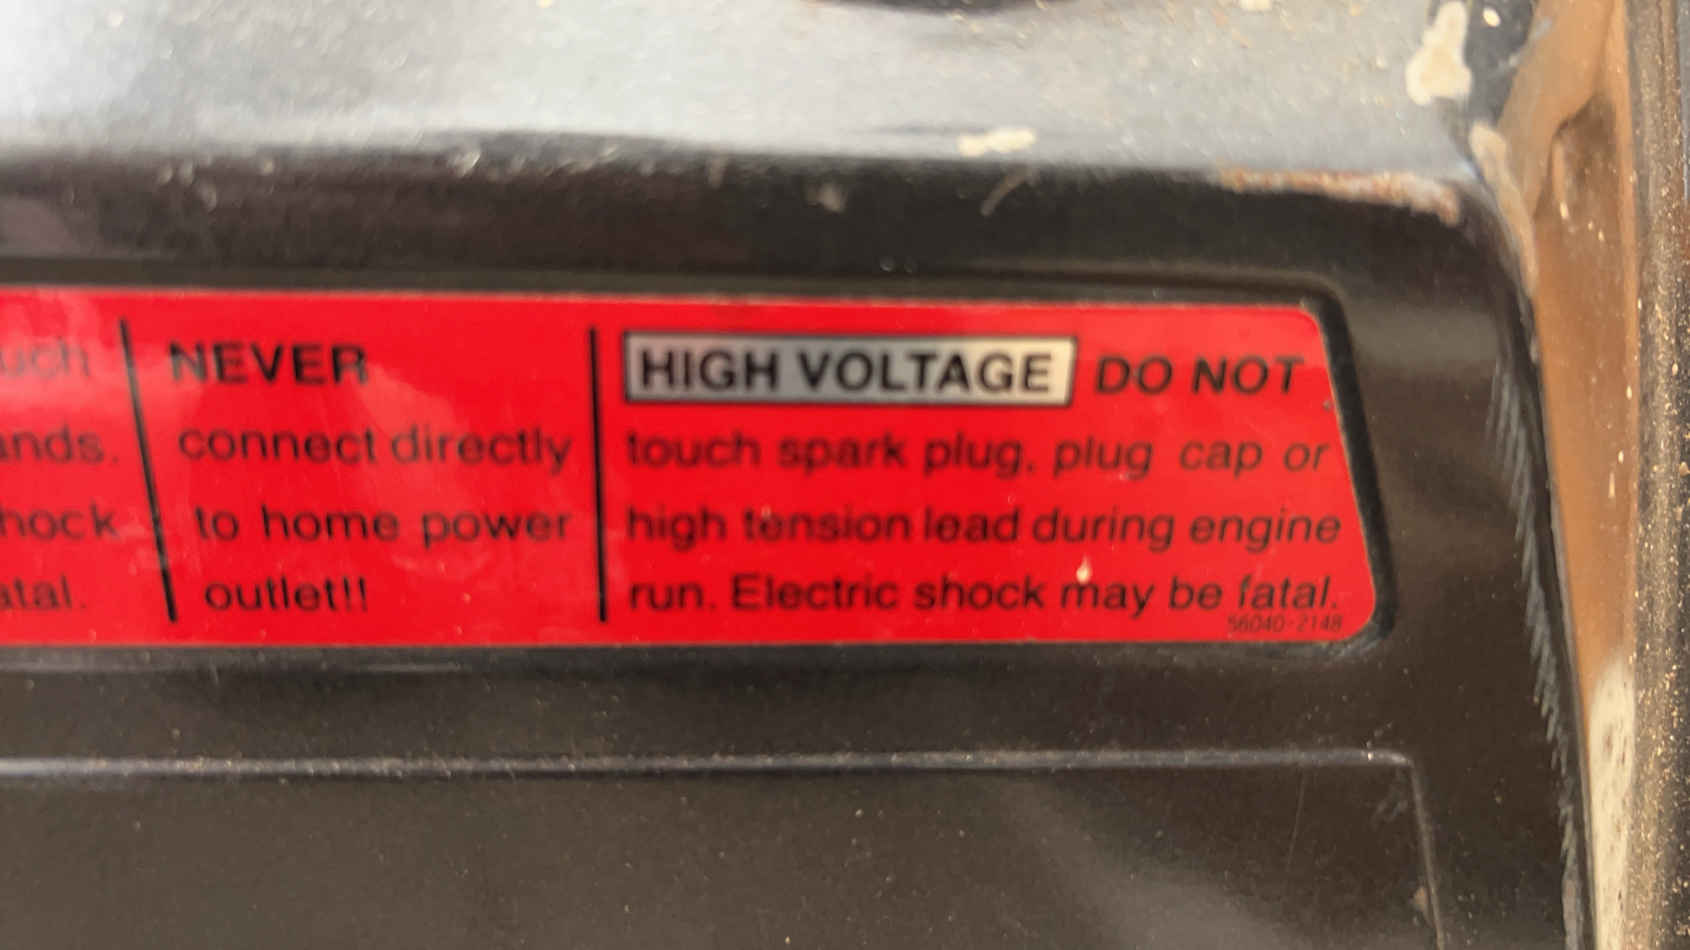 NEVER
connect directly
to home power
outlet!!
HIGH VOLTAGE DO NOT
touch spark plug, plug cap or
high tension lead during engine
run. Electric shock may be fatal.
56040-2148